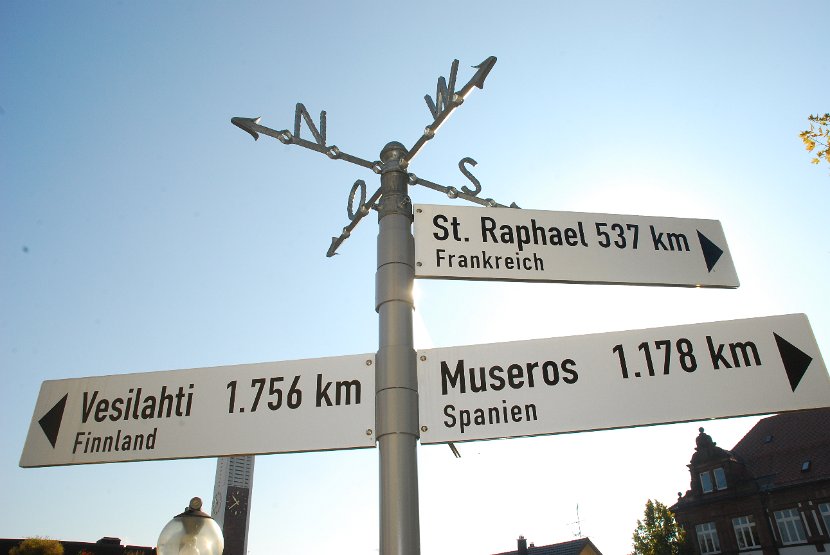 N
W
O
S
St. Raphael 537 km
Frankreich
Museros 1.178 km
Spanien
Vesilahti 1.756 km
Finnland